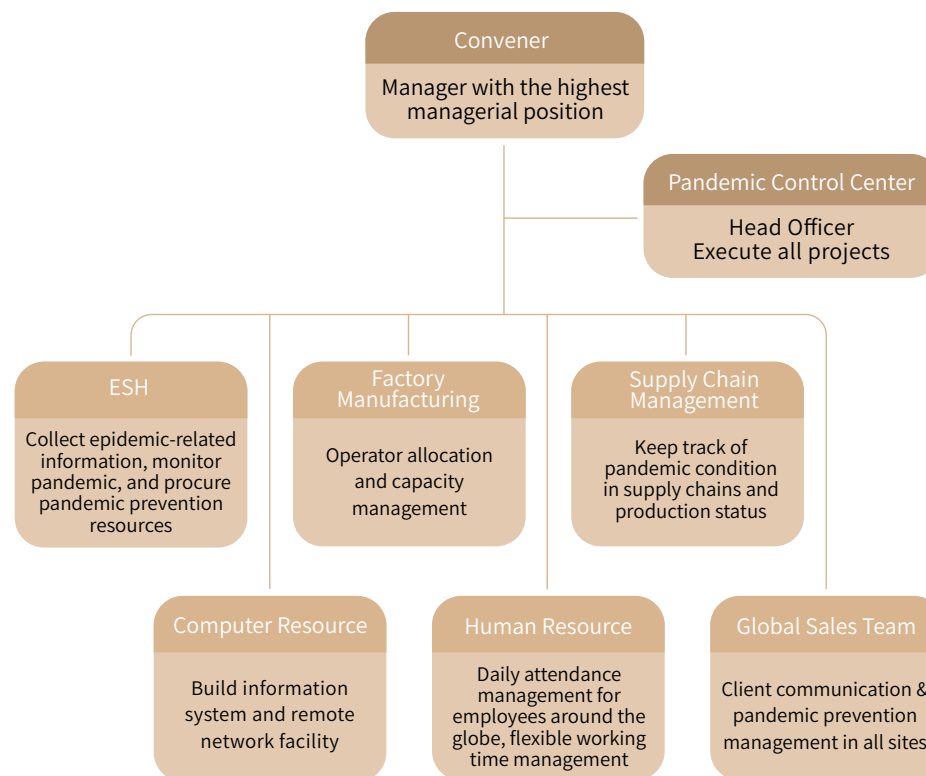 Convener
Manager with the highest
managerial position
Pandemic Control Center
Head Officer
Execute all projects
ESH
Collect epidemic-related
information, monitor
pandemic, and procure
pandemic prevention
resources
Factory
Manufacturing
Operator allocation
and capacity
management
Supply Chain
Management
Keep track of
pandemic condition
in supply chains and
production status
Computer Resource
Build information
system and remote
network facility
Human Resource
Daily attendance
management for
employees around the
globe, flexible working
time management
Global Sales Team
Client communication &
pandemic prevention
management in all sites